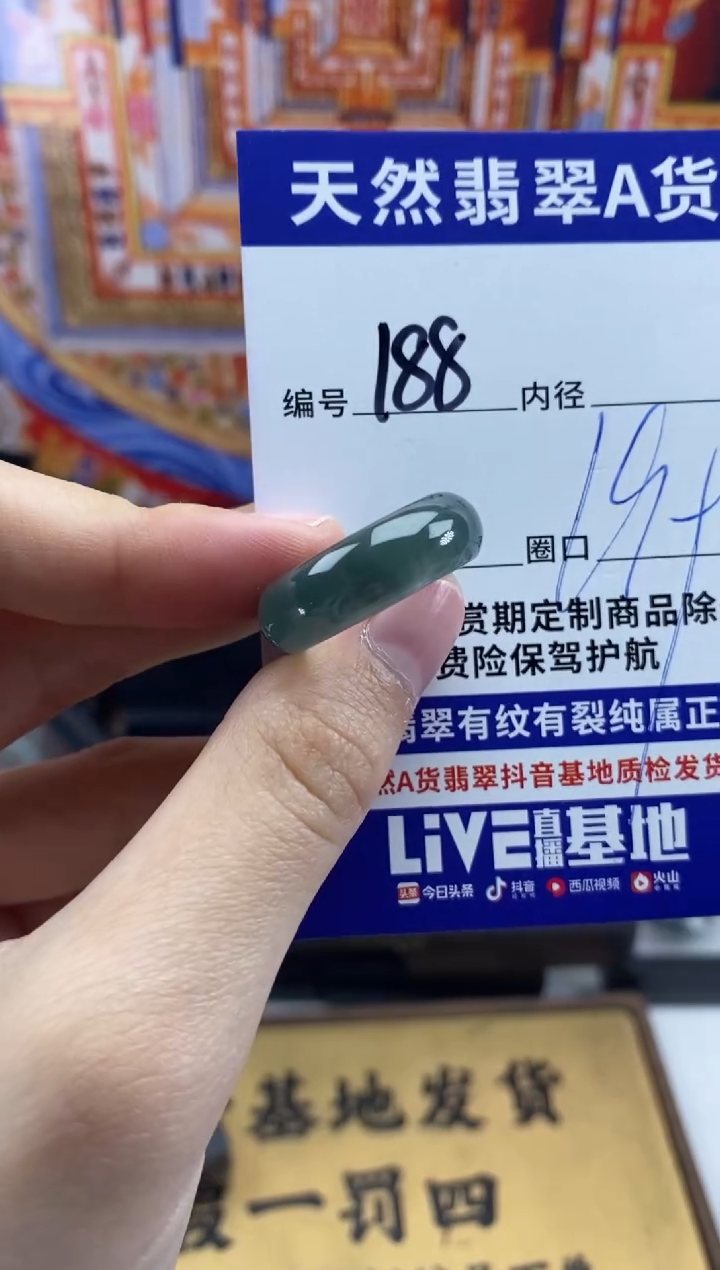 天然翡翠A货
编号 188 内径
圈口
赏期定制商品除
费险保驾护航
翡翠有纹有裂纯属正
然A货翡翠抖音基地质检发货
LiVE直播基地
头条 今日头条 抖音 西瓜视频 火山
基地发货
一罚四